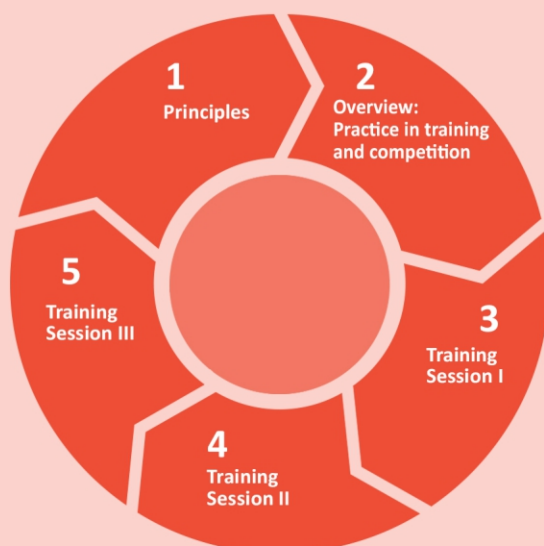 1
Principles
2
Overview:
Practice in training
and competition
3
Training
Session I
4
Training
Session II
5
Training
Session III